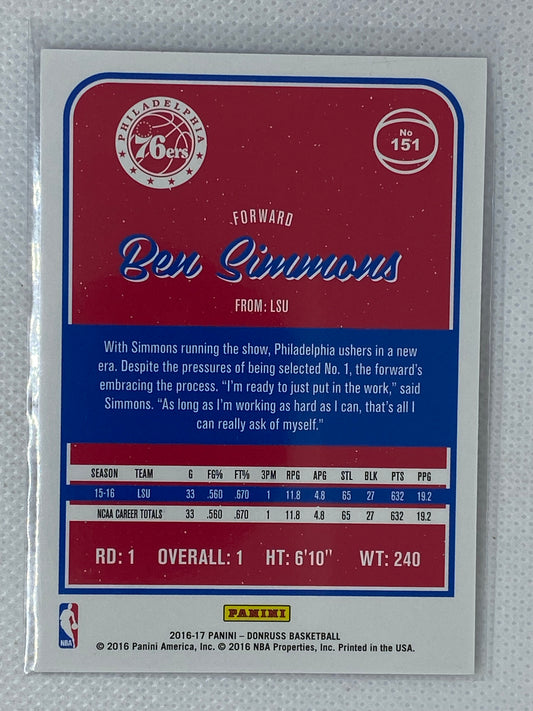 PHILADELPHIA
76ers
No
151
FORWARD
Ben Simmons
FROM: LSU
With Simmons running the show, Philadelphia ushers in a new
era. Despite the pressures of being selected No. 1, the forward's
embracing the process. "I'm ready to just put in the work," said
Simmons. "As long as I'm working as hard as I can, that's all I
can really ask of myself."
SEASON TEAM G FG% FT% 3PM RPG APG STL BLK PTS PPG
15-16 LSU 33 .560 .670 1 11.8 4.8 65 27 632 19.2
NCAA CAREER TOTALS 33 .560 .670 1 11.8 4.8 65 27 632 19.2
RD: 1 OVERALL: 1 HT: 6'10" WT: 240
PANINI
NBA
2016-17 PANINI – DONRUSS BASKETBALL
© 2016 Panini America, Inc. © 2016 NBA Properties, Inc. Printed in the USA.